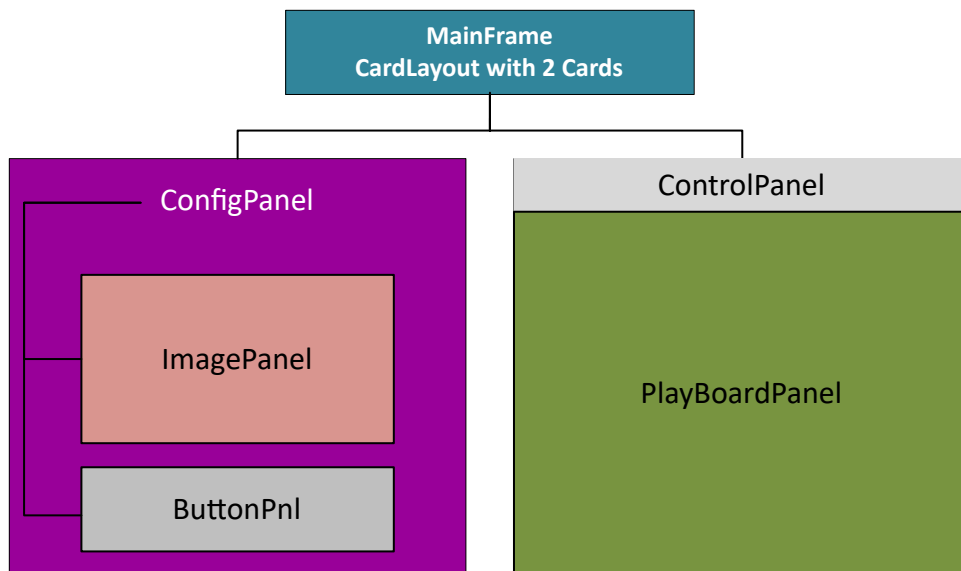 MainFrame
CardLayout with 2 Cards
ConfigPanel
ImagePanel
ButtonPnl
ControlPanel
PlayBoardPanel